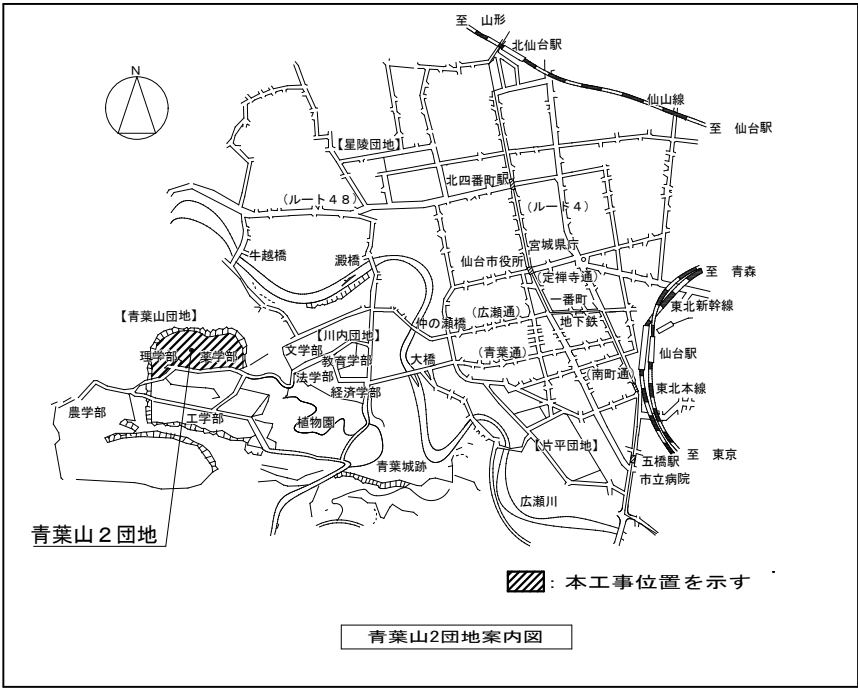 至 山形
北仙台駅
N
仙山線
至 仙台駅
【星陵団地】
北四番町駅
(ルート48)
(ルート4)
宮城県庁
牛越橋
澱橋
仙台市役所
(定禅寺通)
至 青森
一番町
東北新幹線
【青葉山団地】
(広瀬通)
仲の瀬橋
地下鉄
【川内団地】
文学部
理学部
薬学部
教育学部
大橋
(青葉通)
仙台駅
法学部
(南町通)
経済学部
東北本線
農学部
工学部
植物園
【片平団地】
青葉城跡
五橋駅
至 東京
市立病院
広瀬川
青葉山2団地
:本工事位置を示す
青葉山2団地案内図